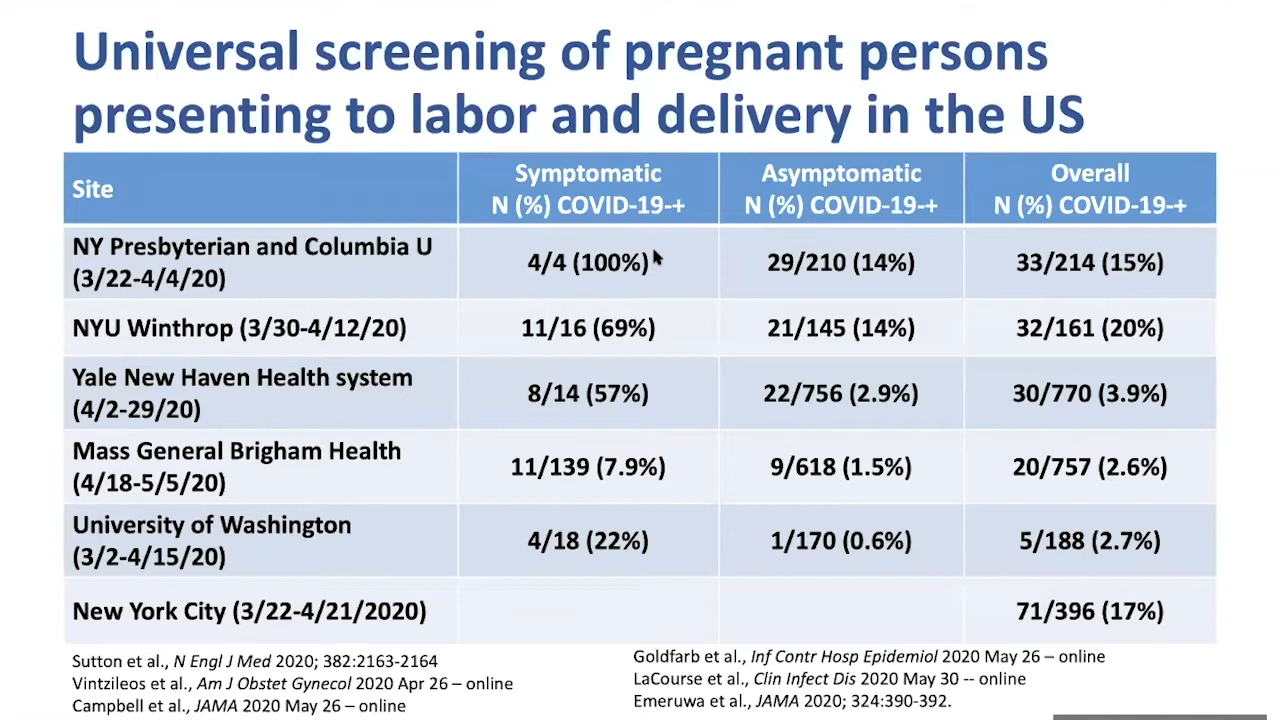 Universal screening of pregnant persons
presenting to labor and delivery in the US
Site
Symptomatic
N (%) COVID-19-+
Asymptomatic
N (%) COVID-19-+
Overall
N (%) COVID-19-+
NY Presbyterian and Columbia U
(3/22-4/4/20)
4/4 (100%)
29/210 (14%)
33/214 (15%)
NYU Winthrop (3/30-4/12/20)
11/16 (69%)
21/145 (14%)
32/161 (20%)
Yale New Haven Health system
(4/2-29/20)
8/14 (57%)
22/756 (2.9%)
30/770 (3.9%)
Mass General Brigham Health
(4/18-5/5/20)
11/139 (7.9%)
9/618 (1.5%)
20/757 (2.6%)
University of Washington
(3/2-4/15/20)
4/18 (22%)
1/170 (0.6%)
5/188 (2.7%)
New York City (3/22-4/21/2020)
71/396 (17%)
Sutton et al., N Engl J Med 2020; 382:2163-2164
Vintzileos et al., Am J Obstet Gynecol 2020 Apr 26 – online
Campbell et al., JAMA 2020 May 26 – online
Goldfarb et al., Inf Contr Hosp Epidemiol 2020 May 26 – online
LaCourse et al., Clin Infect Dis 2020 May 30 -- online
Emeruwa et al., JAMA 2020; 324:390-392.